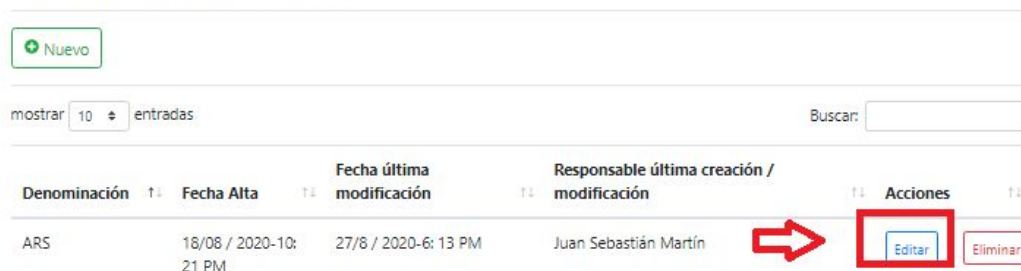 Nuevo
mostrar 10 entradas
Buscar:
Denominación
Fecha Alta
Fecha última
modificación
Responsable última creación /
modificación
Acciones
ARS
18/08 / 2020-10:
21 PM
27/8 / 2020-6: 13 PM
Juan Sebastián Martín
Editar
Eliminar